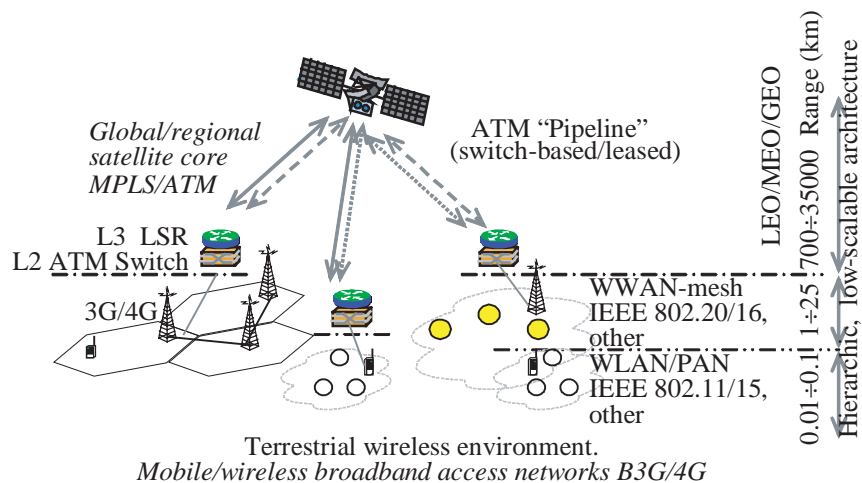 Global/regional
satellite core
MPLS/ATM
ATM “Pipeline”
(switch-based/leased)
L3 LSR
L2 ATM Switch
3G/4G
WWAN-mesh
IEEE 802.20/16,
other
WLAN/PAN
IEEE 802.11/15,
other
LEO/MEO/GEO
0.01÷0.1 1÷25 700÷35000 Range (km)
Hierarchic, low-scalable architecture
Terrestrial wireless environment.
Mobile/wireless broadband access networks B3G/4G